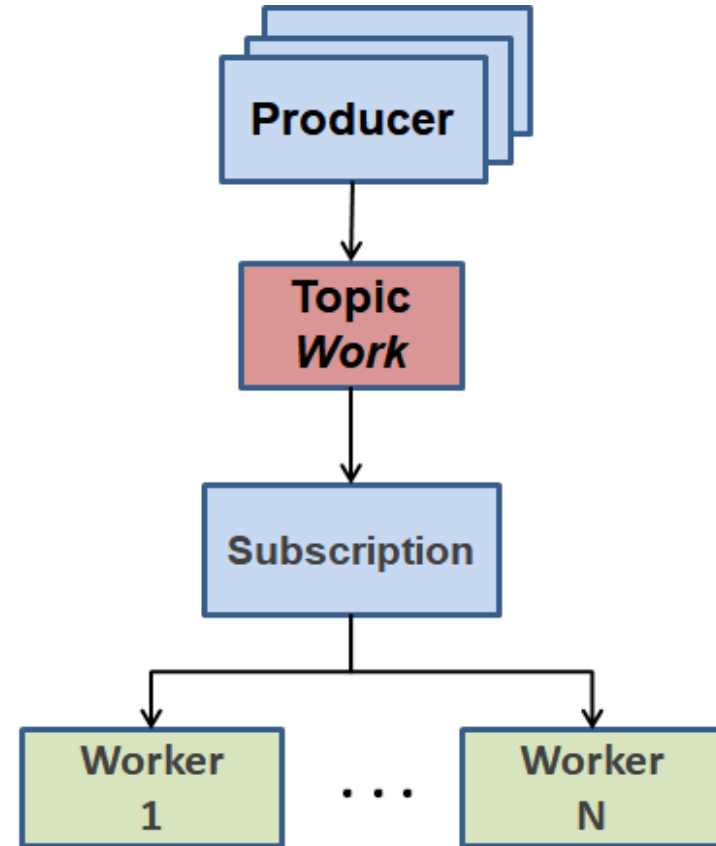 Producer
Topic
Work
Subscription
Worker
1
. . .
Worker
N